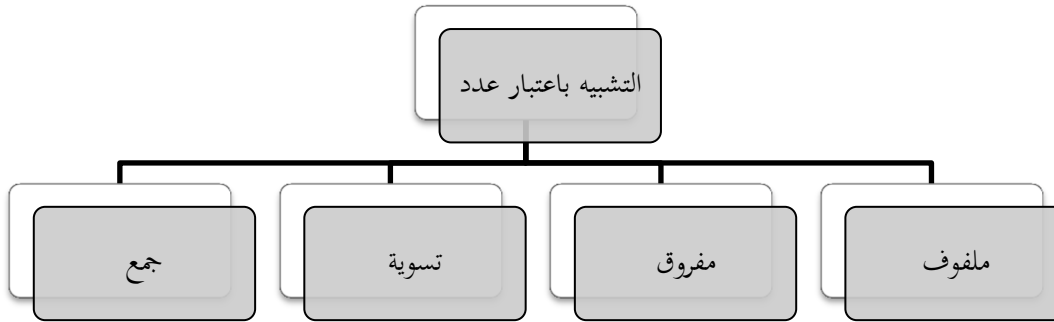 التشبيه باعتبار عدد
ملفوف
مفروق
تسوية
جمع